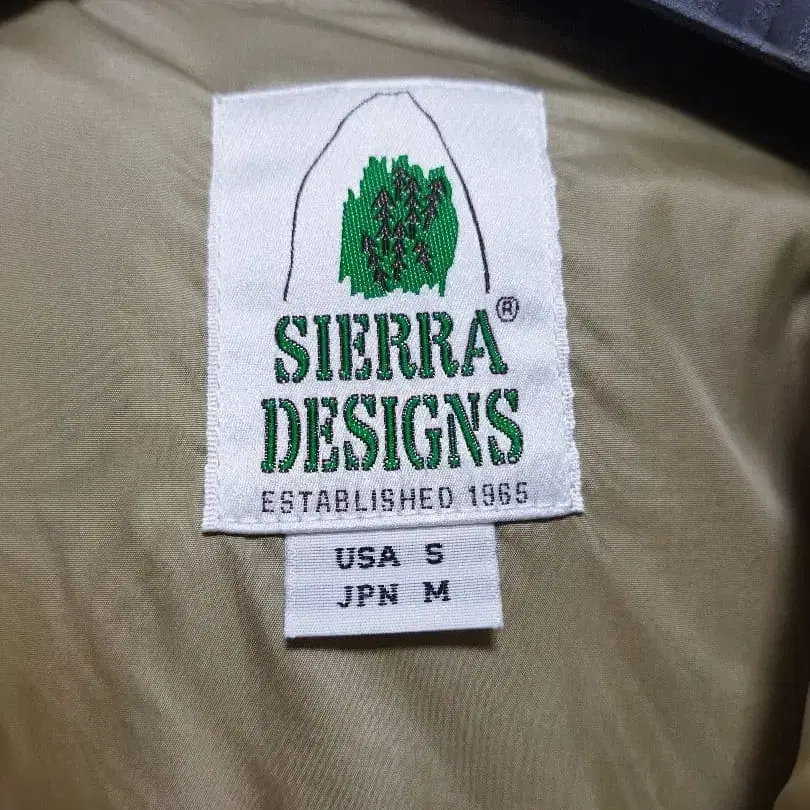 SIERRA®
DESIGNS
ESTABLISHED 1965
USA S
JPN M